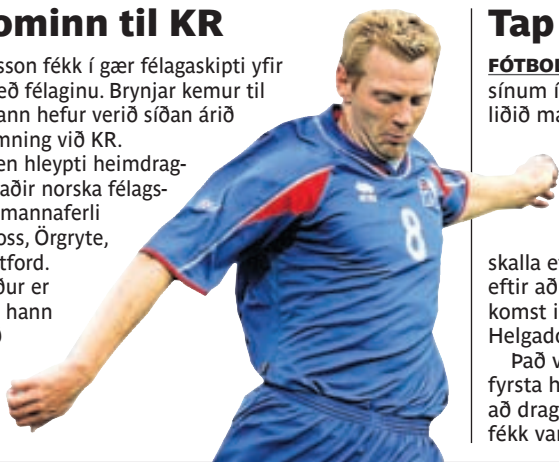 ominn til KR
sson fékk í gær félagaskipti yfir
eð félaginu. Brynjar kemur til
ann hefur verið síðan árið
mning við KR.
en hleypti heimdrag-
aðir norska félags-
mannaferli
oss, Örgryte,
tford.
ður er
hann
8
Tap
FÓTBOL
sínum í
liðið ma
skalla e
eftir að
komst i
Helgado
Það v
fyrsta h
að drag
fékk var